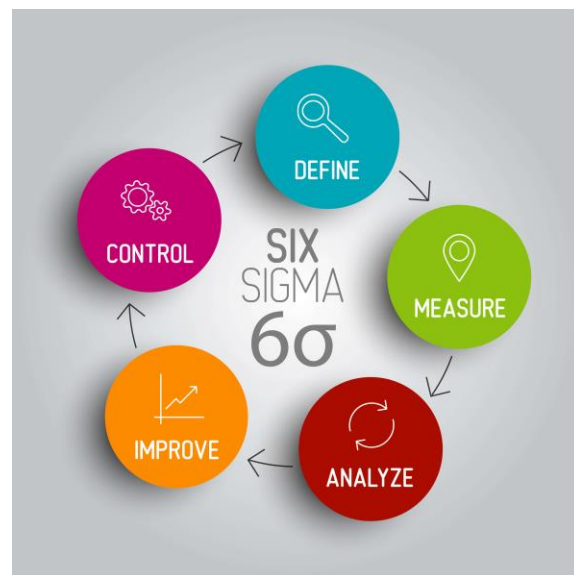 DEFINE
CONTROL
SIX
SIGMA
6σ
MEASURE
IMPROVE
ANALYZE